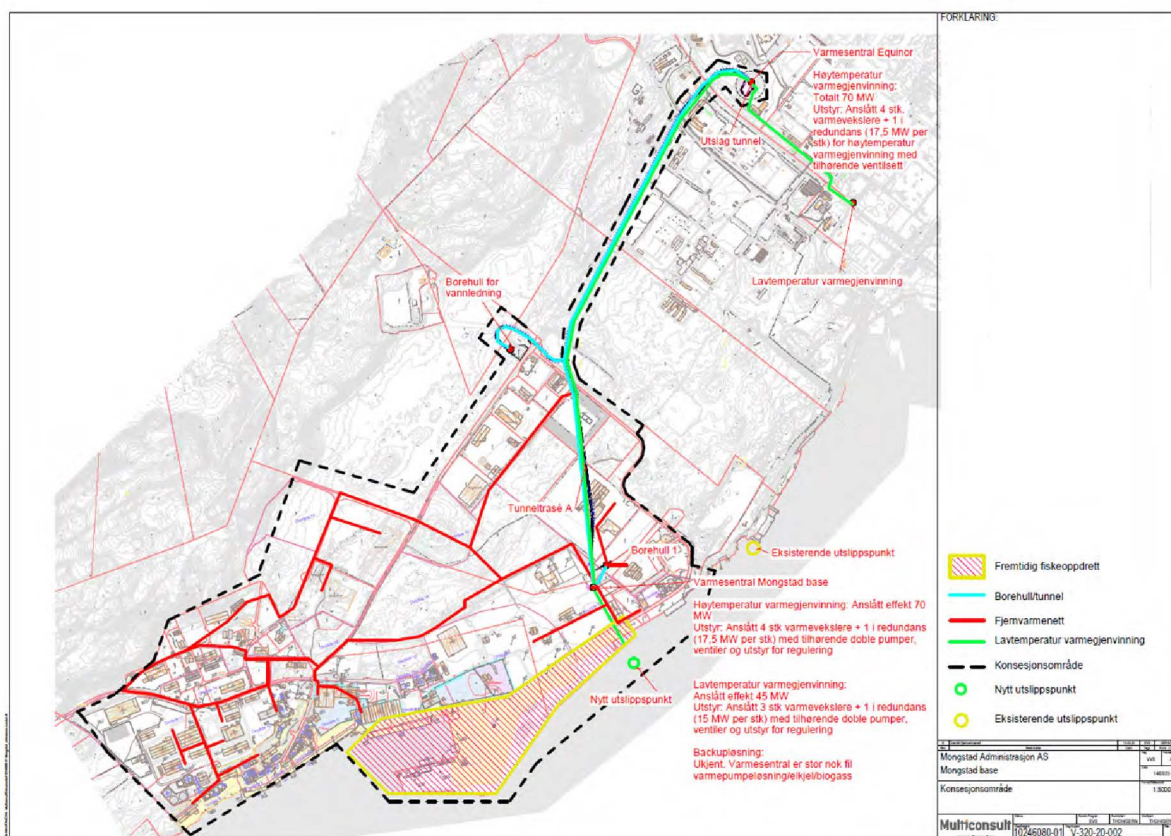 FORKLARING:
Varmesentral Equinor
Høytemperatur
varmegjenvinning:
Totalt 70 MW
Utstyr: Anslått 4 stk.
varmevekslere + 1 i
redundans (17,5 MW per
stk) for høytemperatur
varmegjenvinning med
tilhørende ventilsett
Utslag tunnel
Lavtemperatur varmegjenvinning
Borehull for
vannledning
Tunneltrasé A
Borehull 1
Eksisterende utslippspunkt
Varmesentral Mongstad base
Høytemperatur varmegjenvinning: Anslått effekt 70
MW
Utstyr: Anslått 4 stk varmevekslere + 1 i redundans
(17,5 MW per stk) med tilhørende doble pumper,
ventiler og utstyr for regulering
Nytt utslippspunkt
Lavtemperatur varmegjenvinning:
Anslått effekt 45 MW
Utstyr: Anslått 3 stk varmevekslere + 1 i redundans
(15 MW per stk) med tilhørende doble pumper,
ventiler og utstyr for regulering
Backupløsning:
Ukjent. Varmesentral er stor nok til
varmepumpeløsning/elkjel/biogass
Fremtidig fiskeoppdrett
Borehull/tunnel
Fjernvarmenett
Lavtemperatur varmegjenvinning
Konsesjonsområde
Nytt utslippspunkt
Eksisterende utslippspunkt
Mongstad Administrasjon AS
Mongstad base
Konsesjonsområde
Multiconsult
10246080-01
V-320-20-002